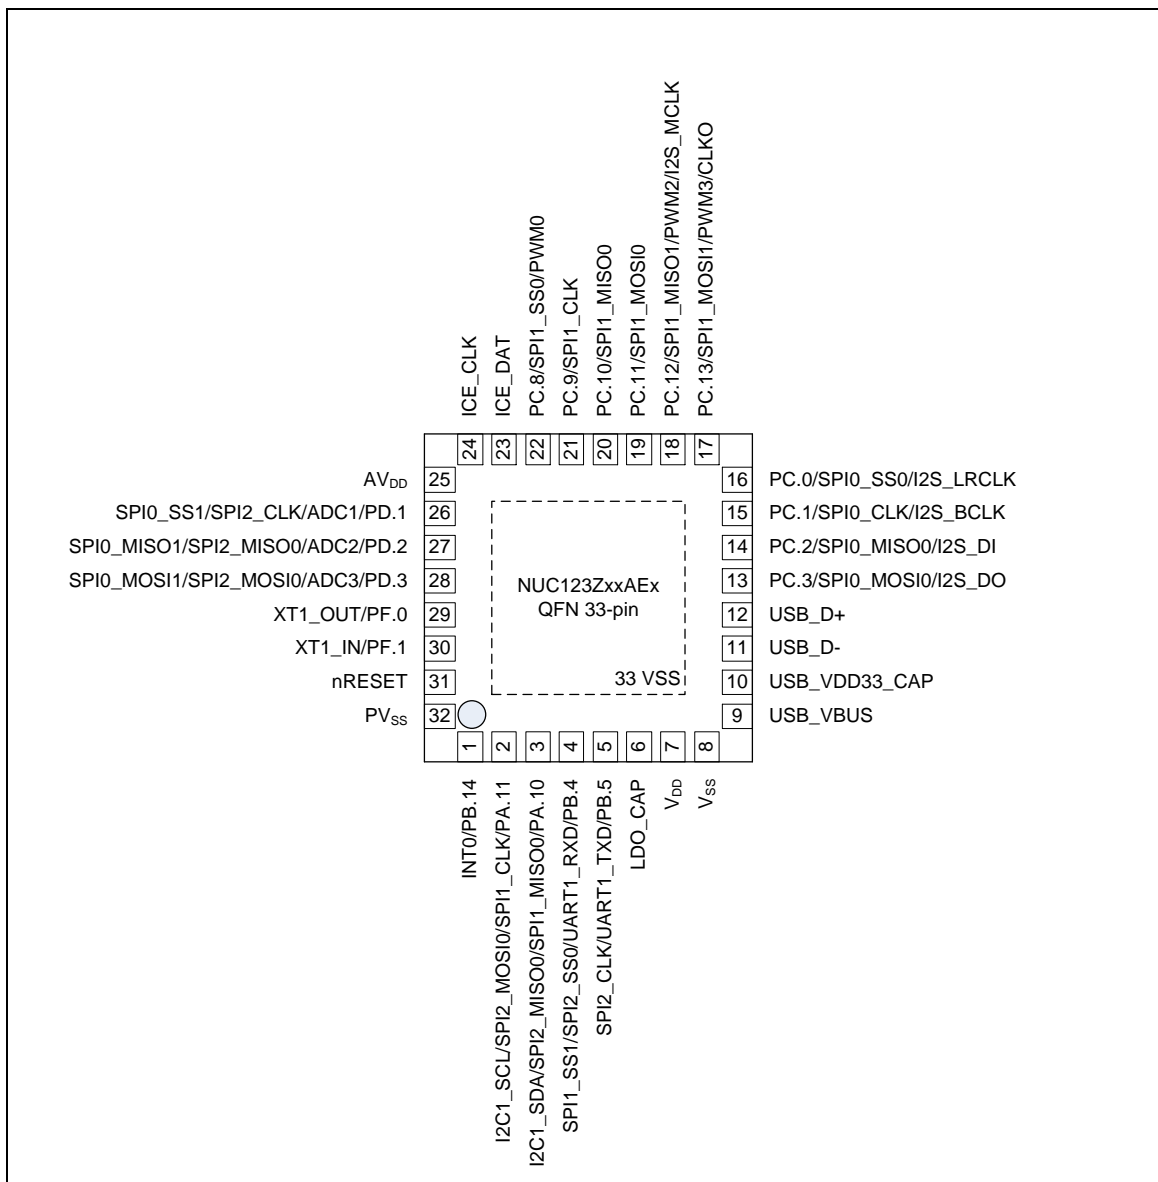 ICE_CLK
ICE_DAT
PC.8/SPI1_SS0/PWM0
PC.9/SPI1_CLK
PC.10/SPI1_MISO0
PC.11/SPI1_MOSI0
PC.12/SPI1_MISO1/PWM2/I2S_MCLK
PC.13/SPI1_MOSI1/PWM3/CLKO
24
23
22
21
20
19
18
17
AVDD 25
SPI0_SS1/SPI2_CLK/ADC1/PD.1 26
SPI0_MISO1/SPI2_MISO0/ADC2/PD.2 27
SPI0_MOSI1/SPI2_MOSI0/ADC3/PD.3 28
XT1_OUT/PF.0 29
XT1_IN/PF.1 30
nRESET 31
PVSS 32
NUC123ZxxAEx
QFN 33-pin
33 VSS
16 PC.0/SPI0_SS0/I2S_LRCLK
15 PC.1/SPI0_CLK/I2S_BCLK
14 PC.2/SPI0_MISO0/I2S_DI
13 PC.3/SPI0_MOSI0/I2S_DO
12 USB_D+
11 USB_D-
10 USB_VDD33_CAP
9 USB_VBUS
1
2
3
4
5
6
7
8
INT0/PB.14
I2C1_SCL/SPI2_MOSI0/SPI1_CLK/PA.11
I2C1_SDA/SPI2_MISO0/SPI1_MISO0/PA.10
SPI1_SS1/SPI2_SS0/UART1_RXD/PB.4
SPI2_CLK/UART1_TXD/PB.5
LDO_CAP
VDD
VSS